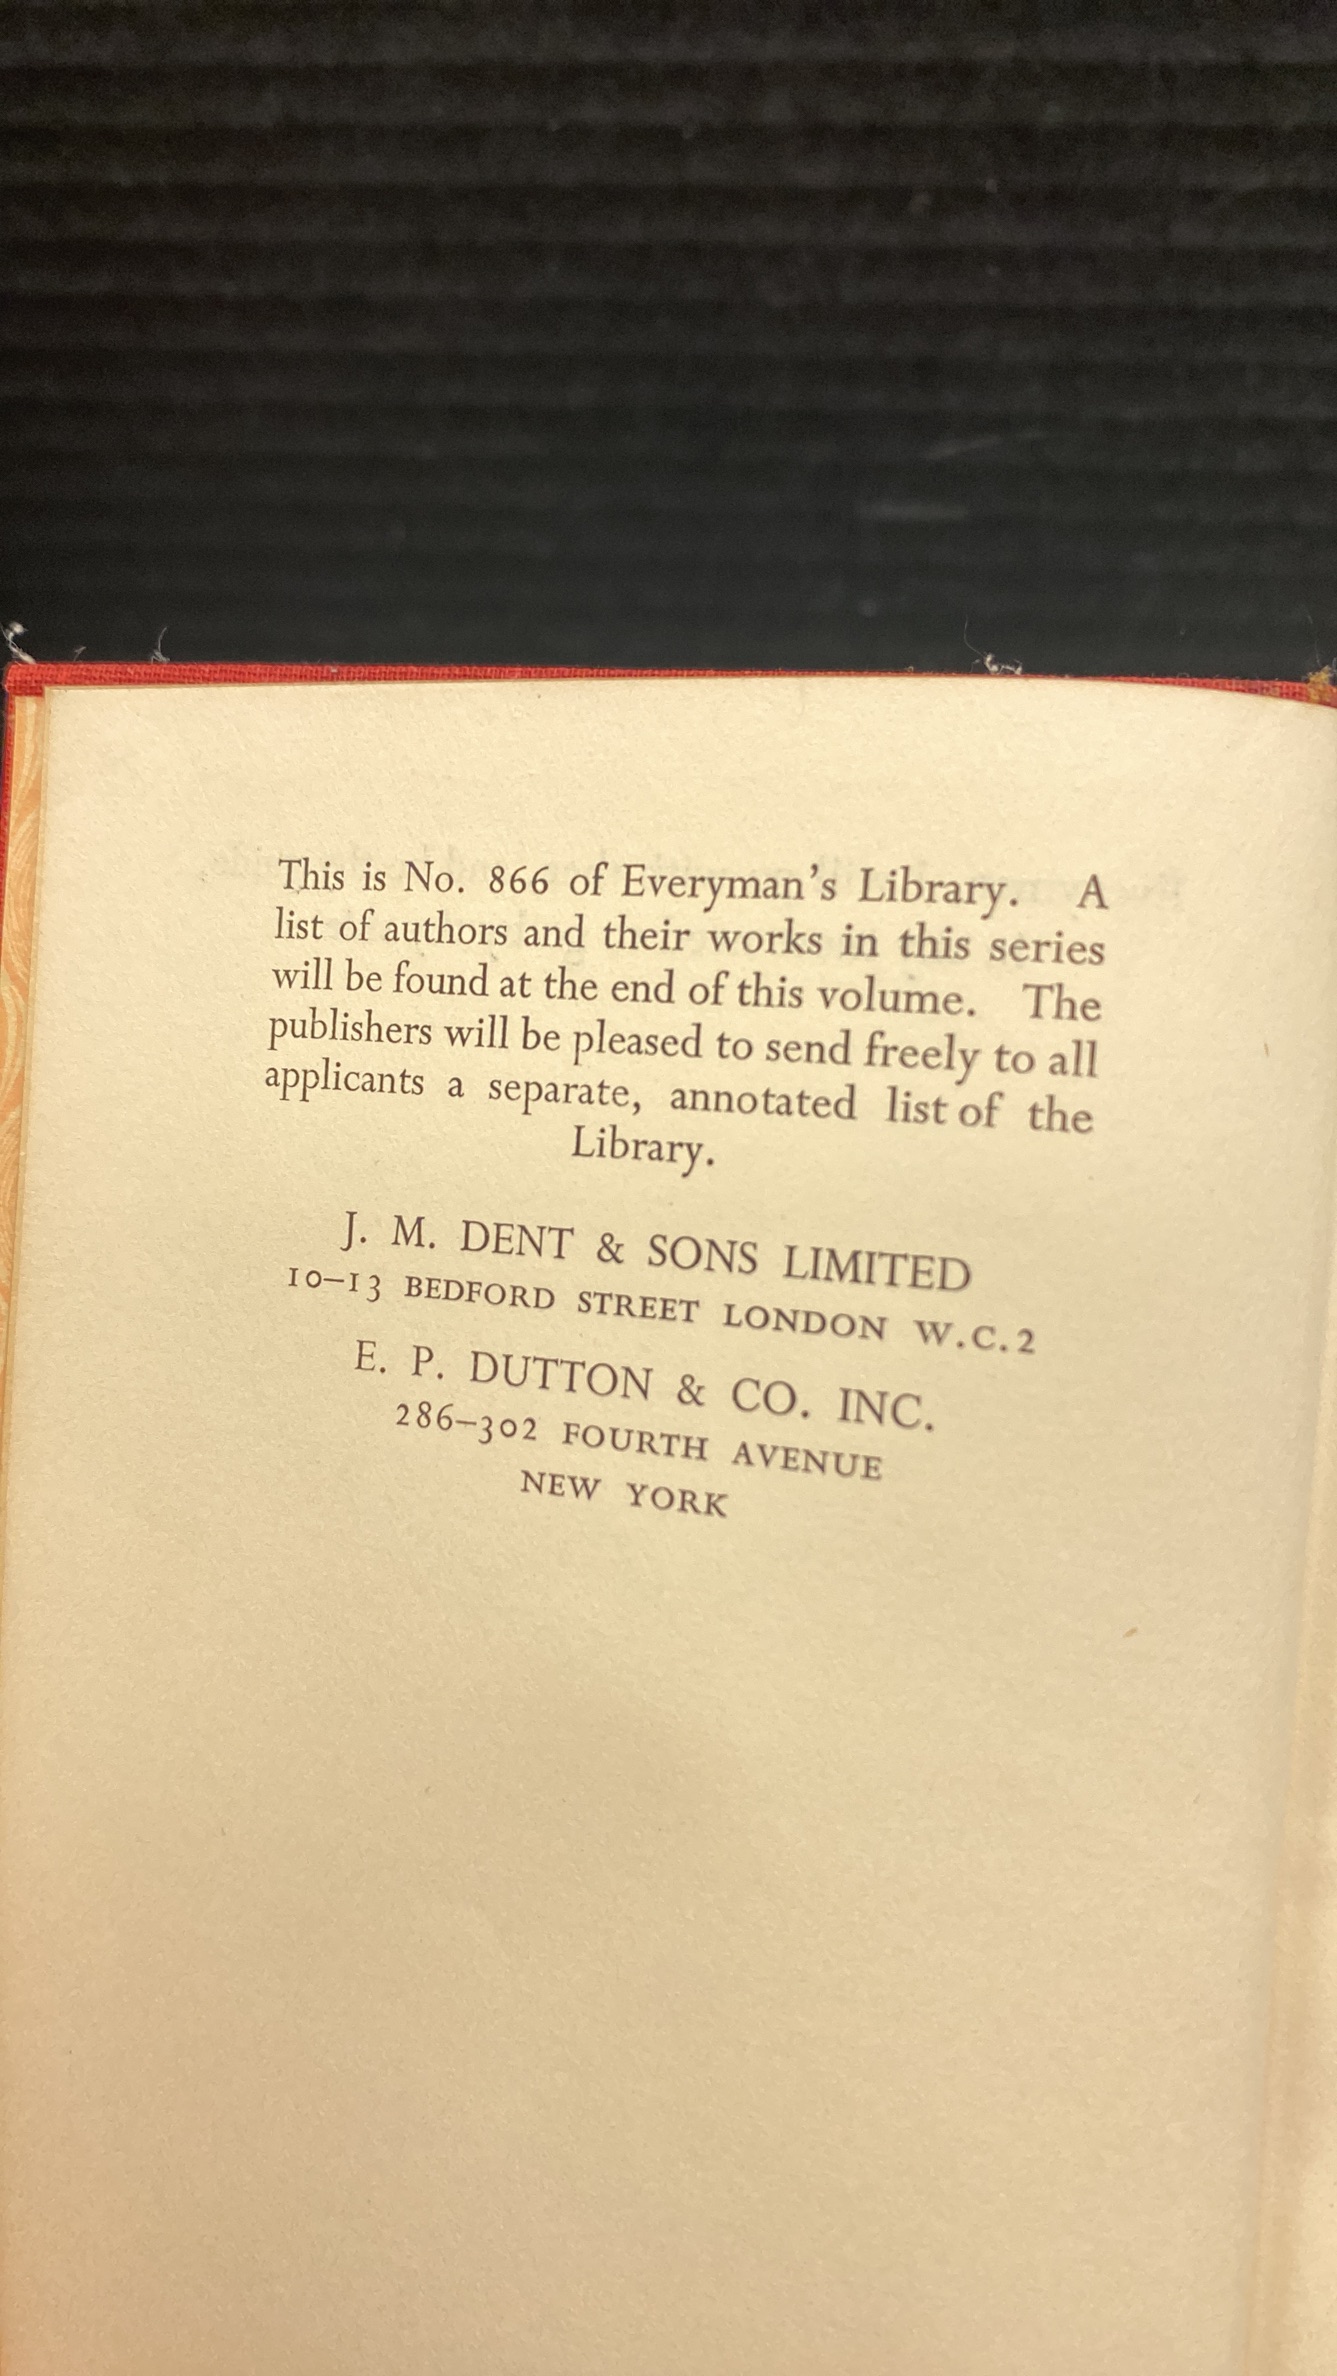 This is No. 866 of Everyman's Library. A
list of authors and their works in this series
will be found at the end of this volume. The
publishers will be pleased to send freely to all
applicants a separate, annotated list of the
Library.
J. M. DENT & SONS LIMITED
10–13 BEDFORD STREET LONDON W.C.2
E. P. DUTTON & CO. INC.
286–302 FOURTH AVENUE
NEW YORK